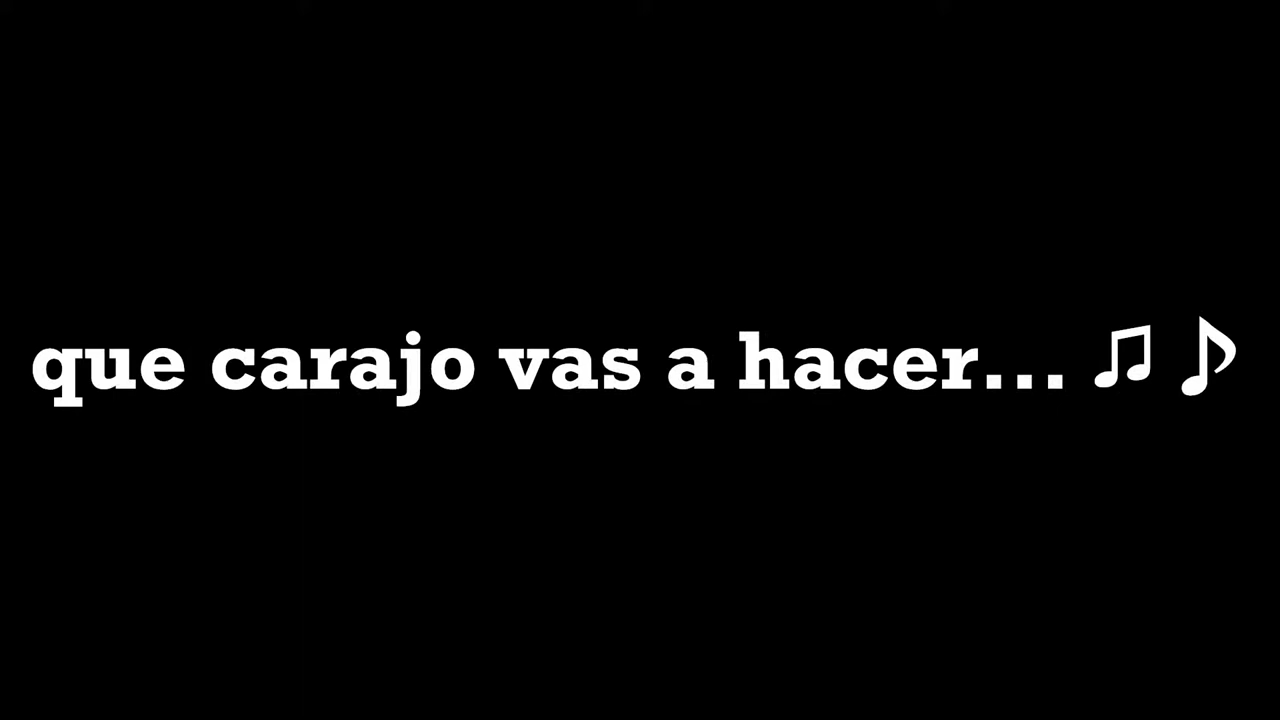 que carajo vas a hacer... ♫ ♪